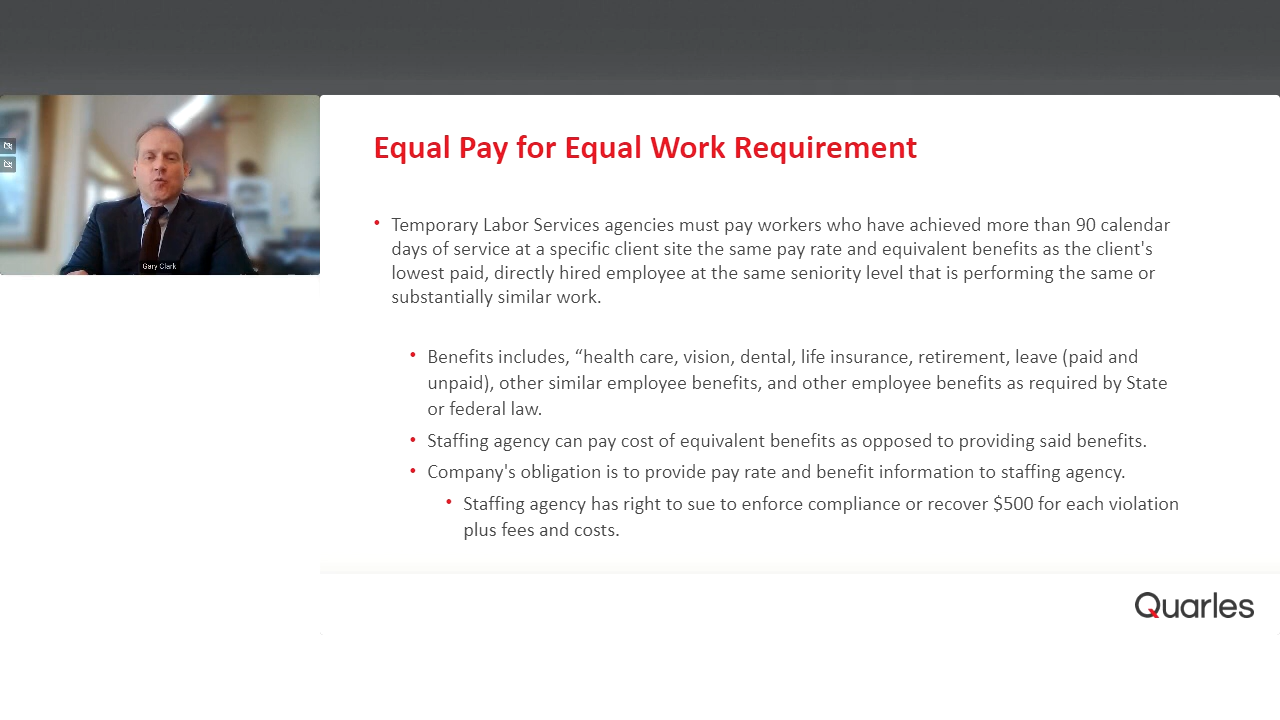 Gary Clark
Equal Pay for Equal Work Requirement
• Temporary Labor Services agencies must pay workers who have achieved more than 90 calendar
days of service at a specific client site the same pay rate and equivalent benefits as the client's
lowest paid, directly hired employee at the same seniority level that is performing the same or
substantially similar work.
• Benefits includes, “health care, vision, dental, life insurance, retirement, leave (paid and
unpaid), other similar employee benefits, and other employee benefits as required by State
or federal law.
• Staffing agency can pay cost of equivalent benefits as opposed to providing said benefits.
• Company's obligation is to provide pay rate and benefit information to staffing agency.
• Staffing agency has right to sue to enforce compliance or recover $500 for each violation
plus fees and costs.
Quarles